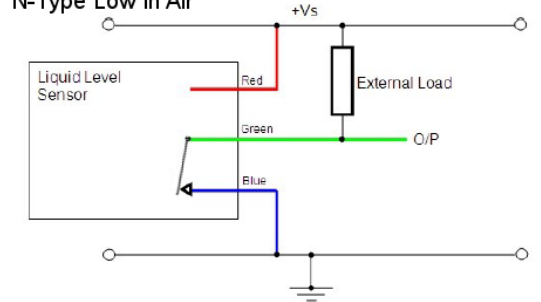 N-Type Low in Air
+Vs
Liquid Level
Sensor
Red
External Load
Green
O/P
Blue